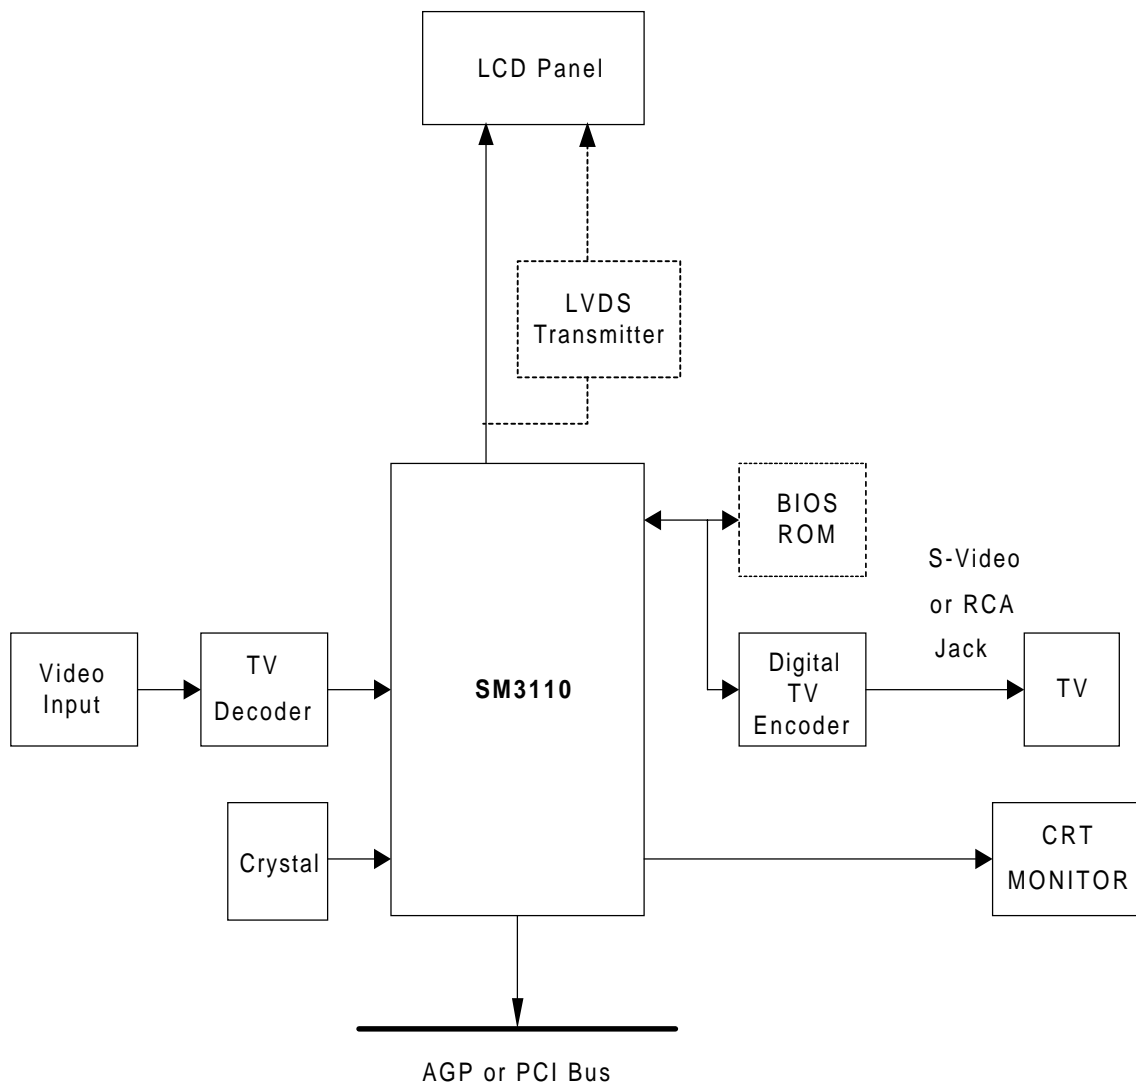 LCD Panel
LVDS
Transmitter
BIOS
ROM
S-Video
or RCA
Jack
Video
Input
TV
Decoder
SM3110
Digital
TV
Encoder
TV
Crystal
CRT
MONITOR
AGP or PCI Bus